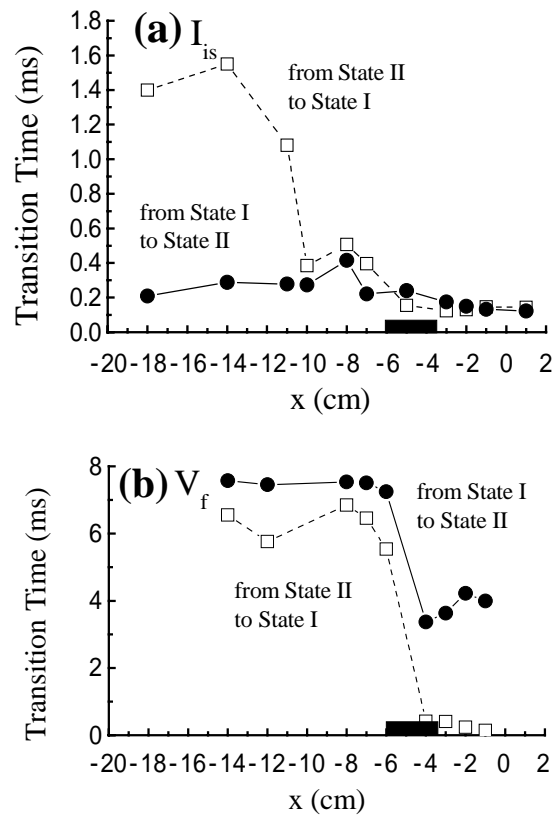 (a) I_is
from State II
to State I
from State I
to State II
Transition Time (ms)
1.8
1.6
1.4
1.2
1.0
0.8
0.6
0.4
0.2
0.0
-20 -18 -16 -14 -12 -10 -8 -6 -4 -2 0 2
x (cm)
(b) V_f
from State I
to State II
from State II
to State I
Transition Time (ms)
8
6
4
2
0
-20 -18 -16 -14 -12 -10 -8 -6 -4 -2 0 2
x (cm)